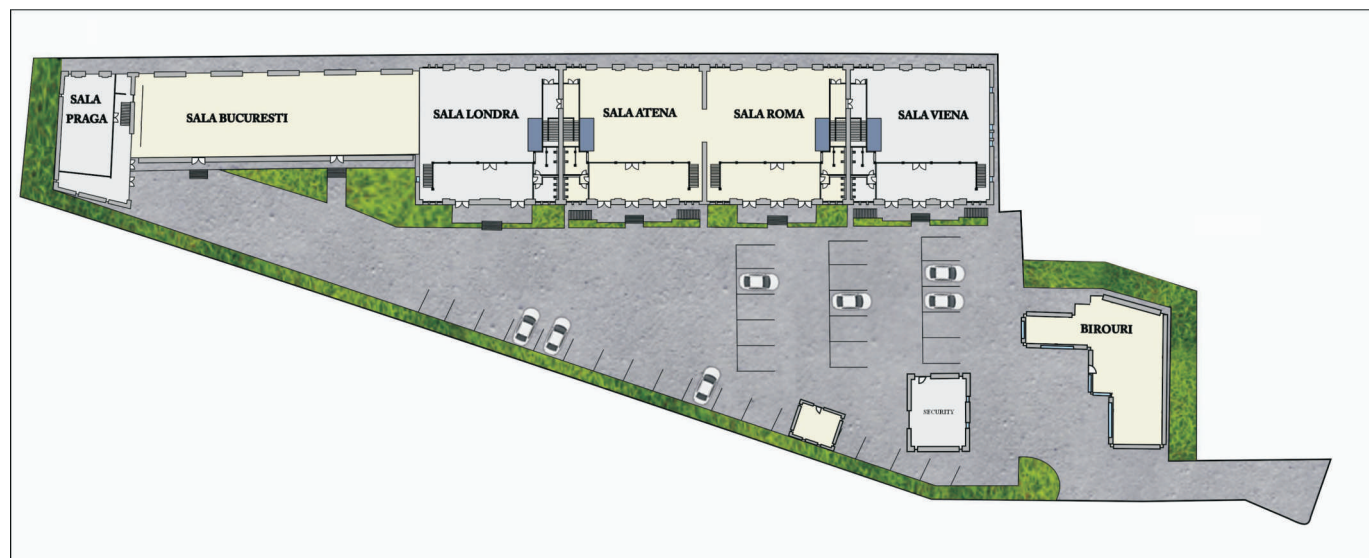 SALA
PRAGA
SALA BUCURESTI
SALA LONDRA
SALA ATENA
SALA ROMA
SALA VIENA
BIROURI
SECURITY